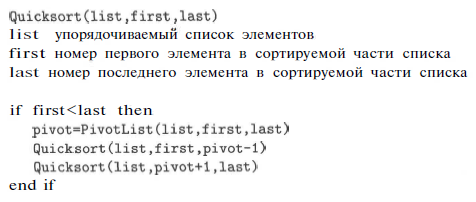 Quicksort(list,first,last)
list упорядочиваемый список элементов
first номер первого элемента в сортируемой части списка
last номер последнего элемента в сортируемой части списка
if first<last then
pivot=PivotList(list,first,last)
Quicksort(list,first,pivot-1)
Quicksort(list,pivot+1,last)
end if